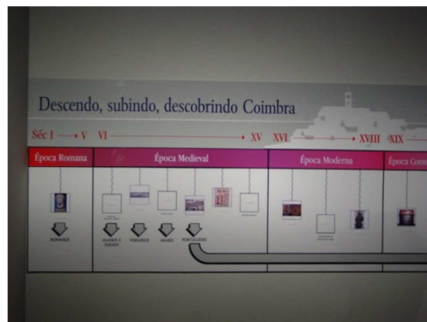 Descendo, subindo, descobrindo Coimbra
Séc I → V VI → XV XVI → XVIII XIX
Época Romana Época Medieval Época Moderna Época Con
ROMANOS ALANOS E SUEVOS VISIGODOS ÁRABES PORTUGUESES